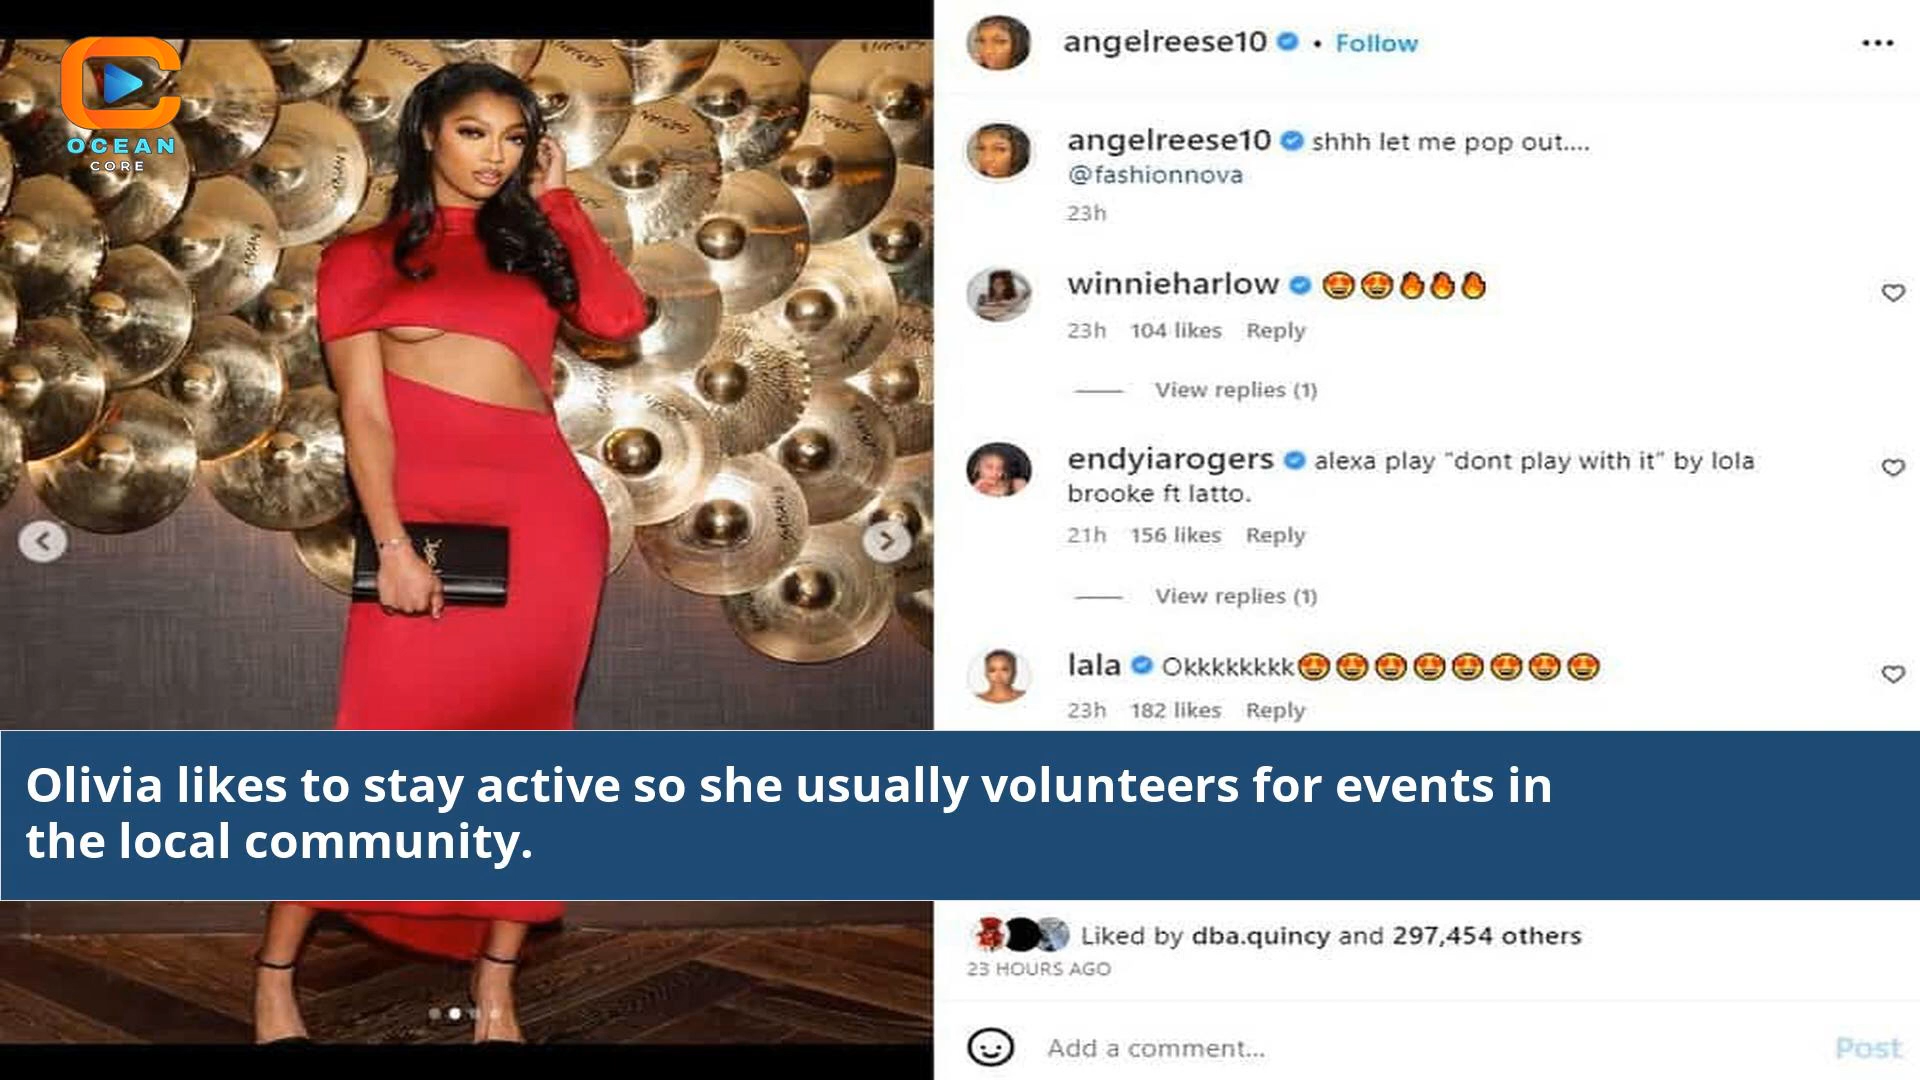 OCEAN
CORE
angelreese10 • Follow
angelreese10 shhh let me pop out....
@fashionnova
23h
winnieharlow 😍😍🔥🔥🔥
23h 104 likes Reply
View replies (1)
endyiarogers alexa play "dont play with it" by lola
brooke ft latto.
21h 156 likes Reply
View replies (1)
lala Okkkkkkkk😍😍😍😍😍😍😍😍
23h 182 likes Reply
Olivia likes to stay active so she usually volunteers for events in
the local community.
Liked by dba.quincy and 297,454 others
23 HOURS AGO
Add a comment...
Post